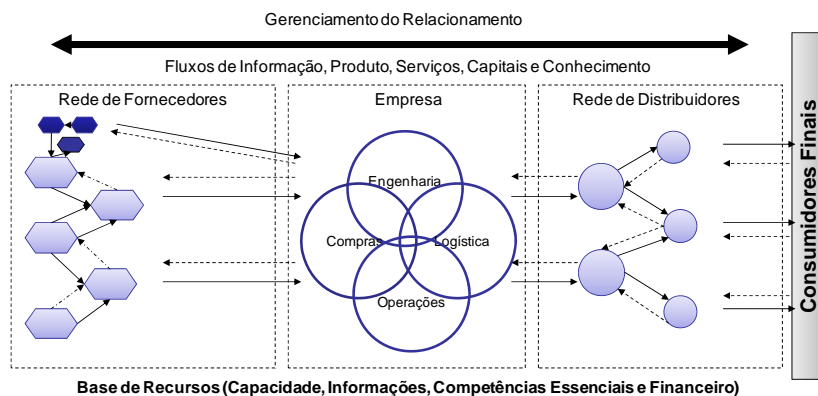 Gerenciamento do Relacionamento
Fluxos de Informação, Produto, Serviços, Capitais e Conhecimento
Rede de Fornecedores
Empresa
Rede de Distribuidores
Engenharia
Compras
Logística
Operações
Consumidores Finais
Base de Recursos (Capacidade, Informações, Competências Essenciais e Financeiro)